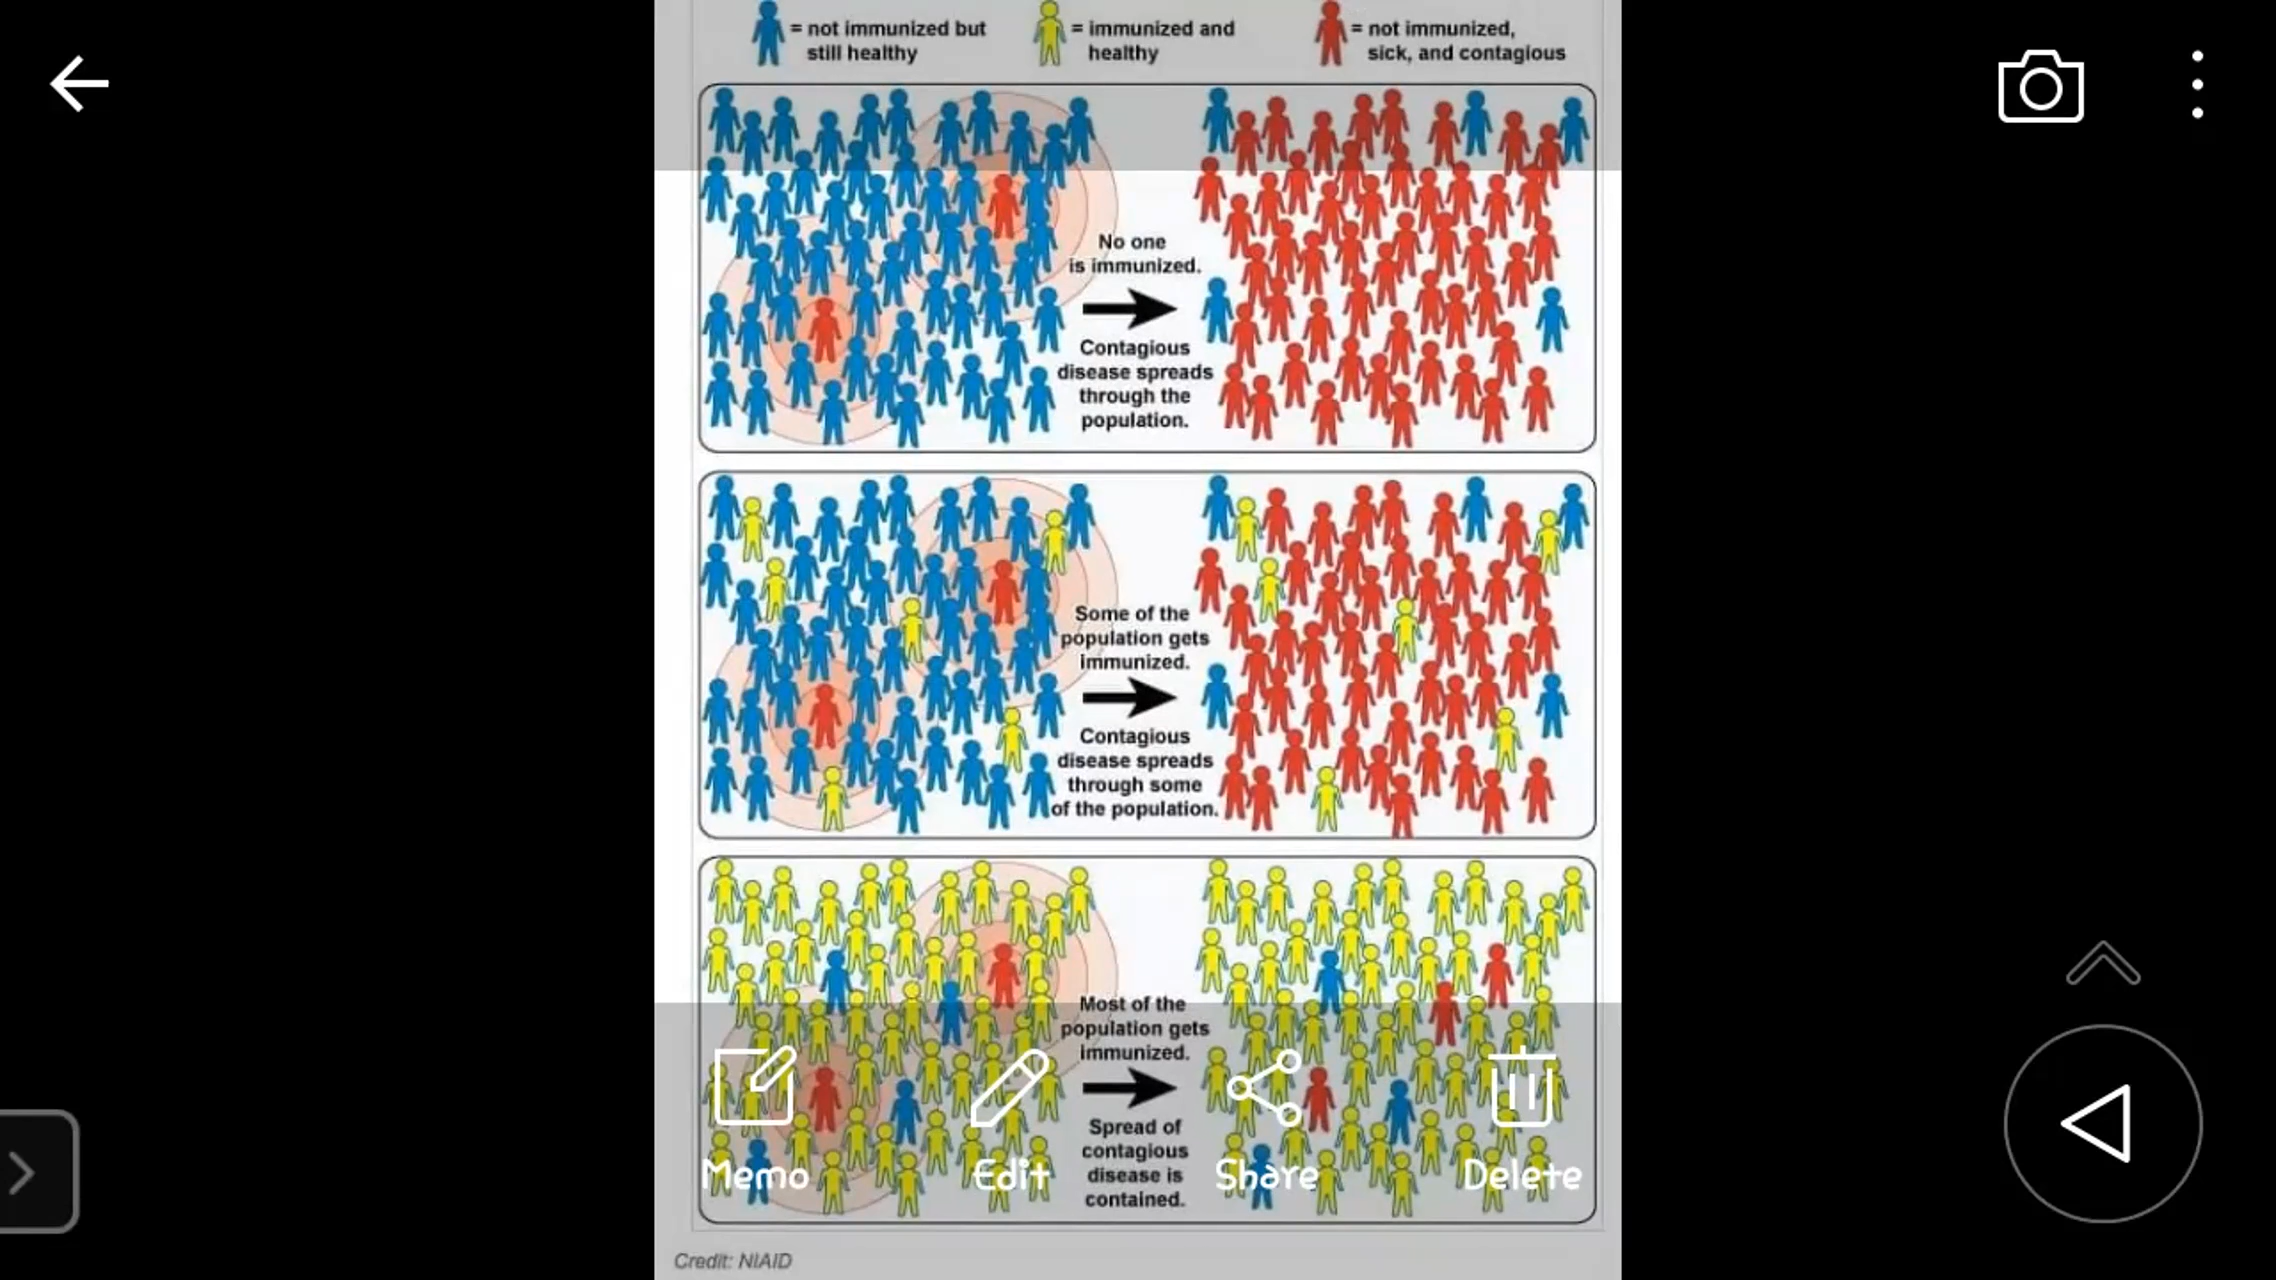 = not immunized but
still healthy
= immunized and
healthy
= not immunized,
sick, and contagious
No one
is immunized.
Contagious
disease spreads
through the
population.
Some of the
population gets
immunized.
Contagious
disease spreads
through some
of the population.
Most of the
population gets
immunized.
Spread of
contagious
disease is
contained.
Memo
Edit
Share
Delete
Credit: NIAID